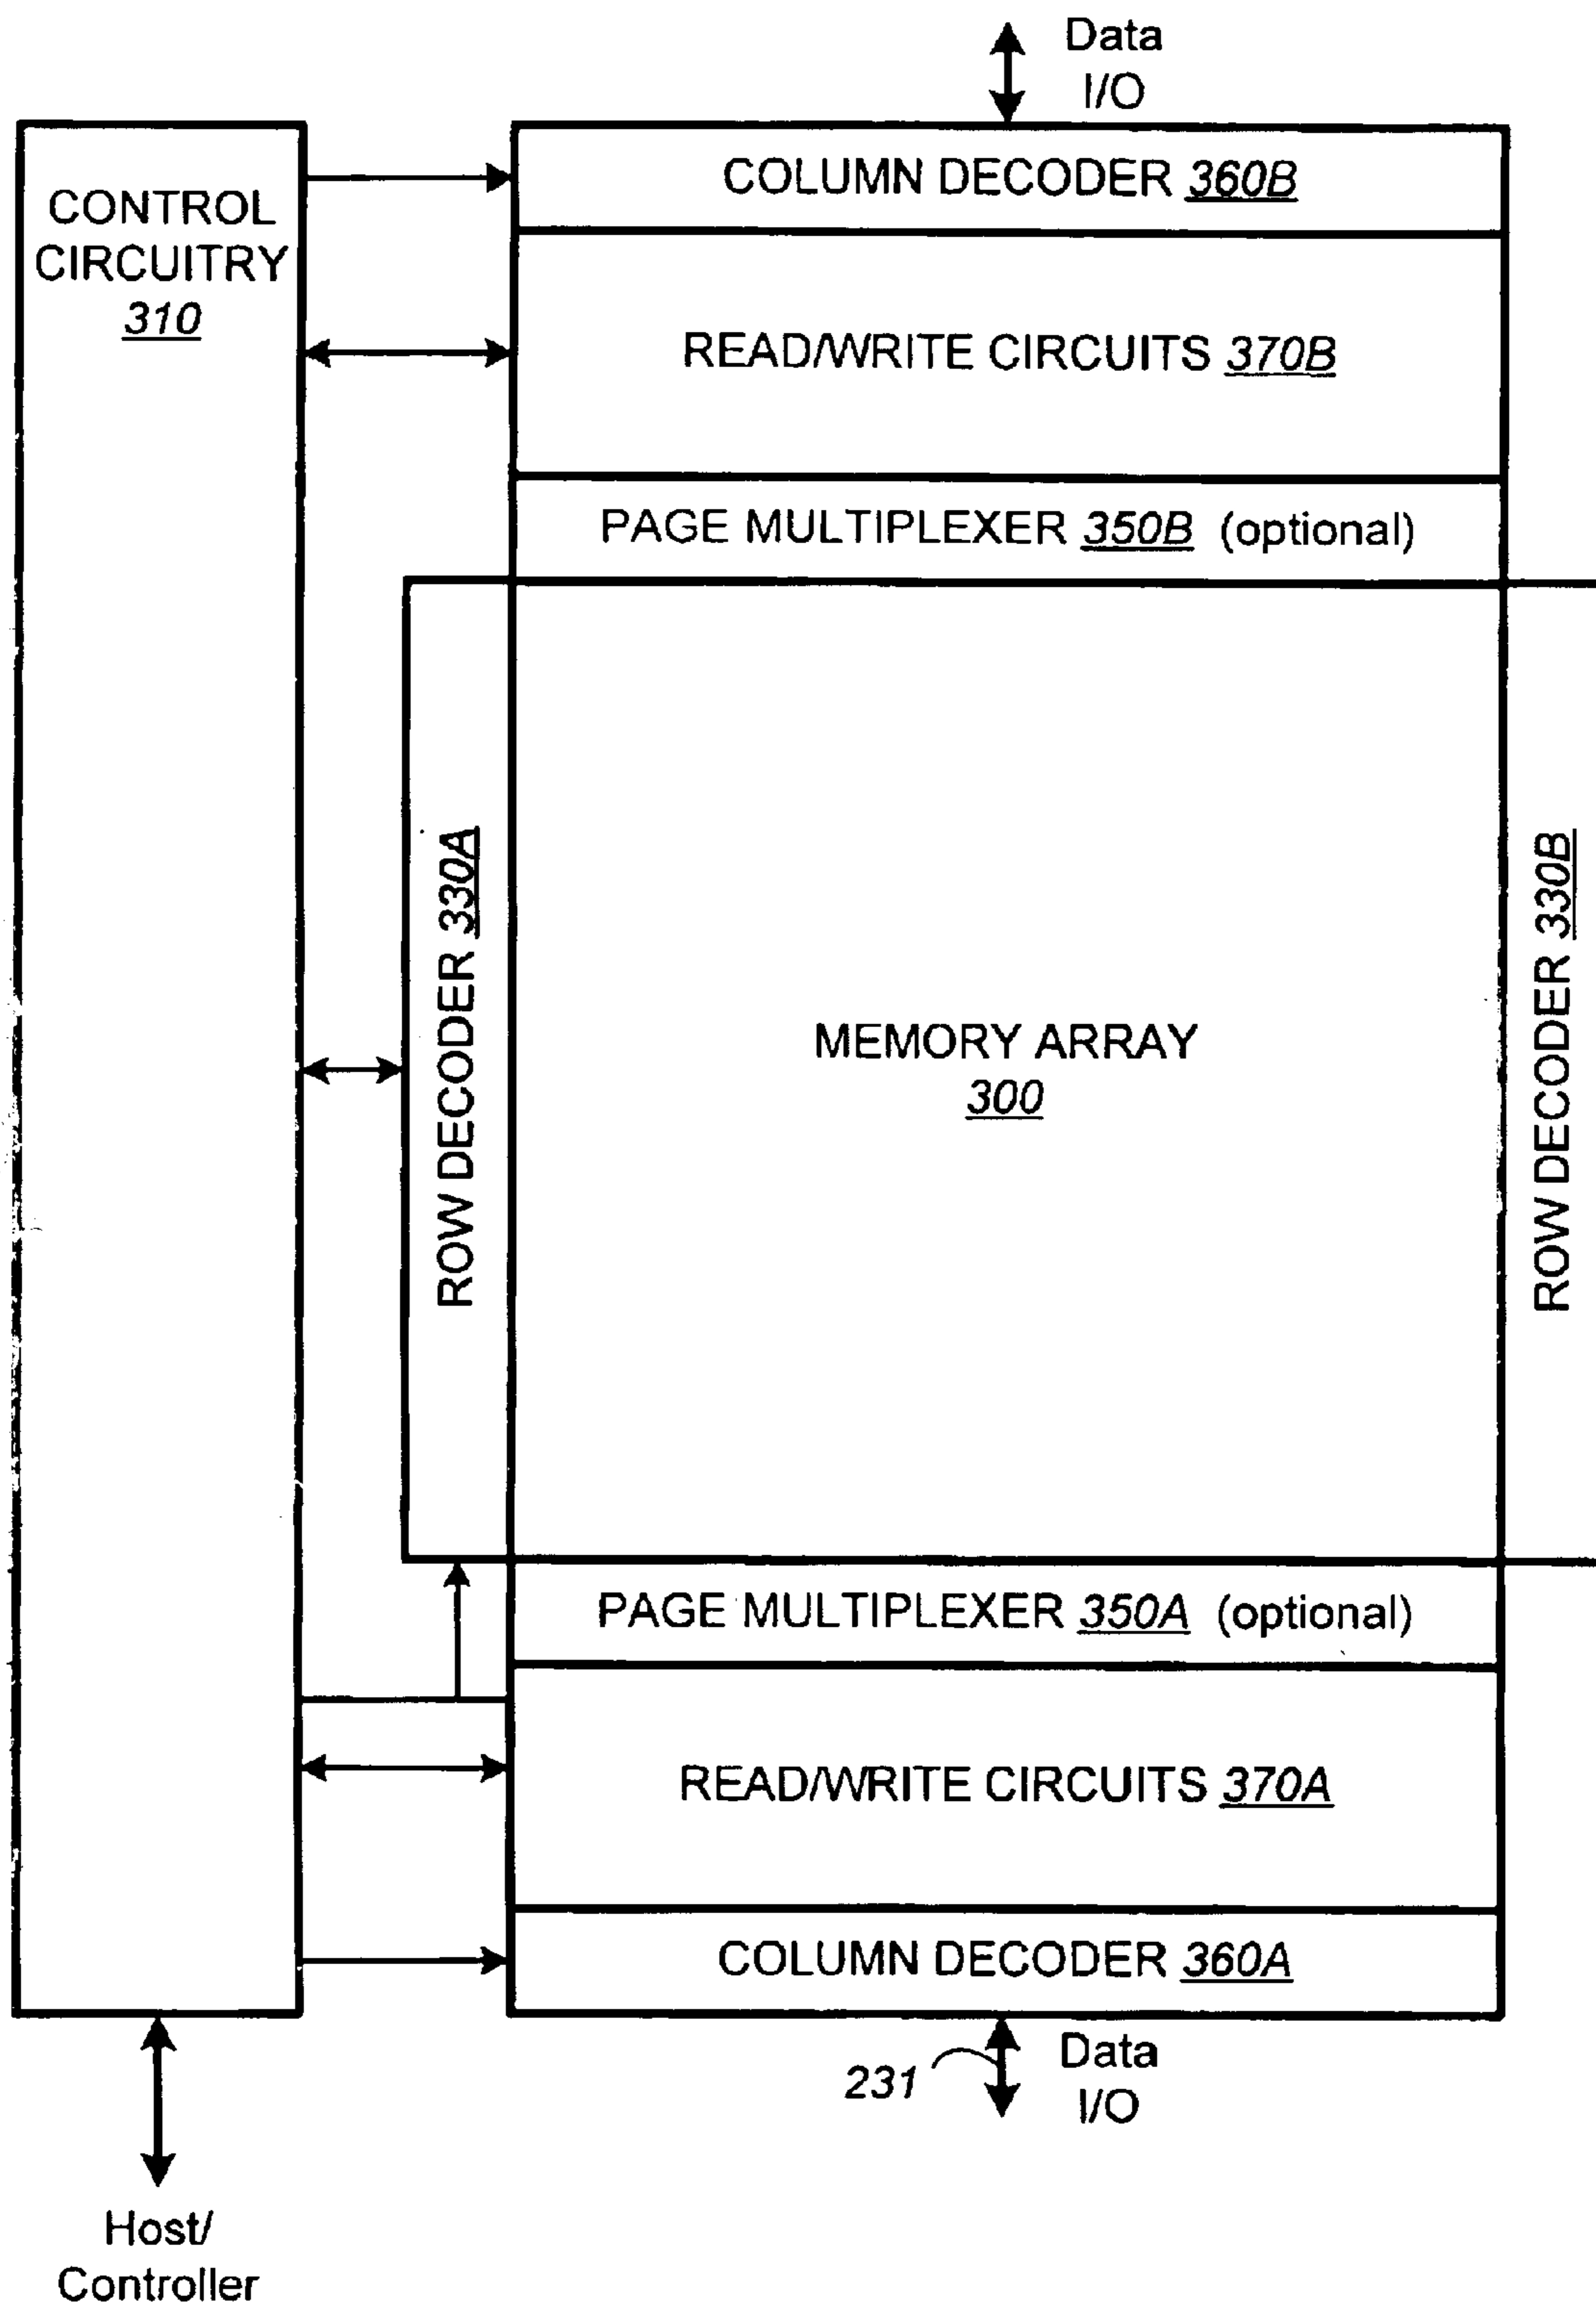 Data
I/O
CONTROL
CIRCUITRY
310
COLUMN DECODER 360B
READ/WRITE CIRCUITS 370B
PAGE MULTIPLEXER 350B (optional)
ROW DECODER 330A
MEMORY ARRAY
300
ROW DECODER 330B
PAGE MULTIPLEXER 350A (optional)
READ/WRITE CIRCUITS 370A
COLUMN DECODER 360A
231
Data
I/O
Host/
Controller